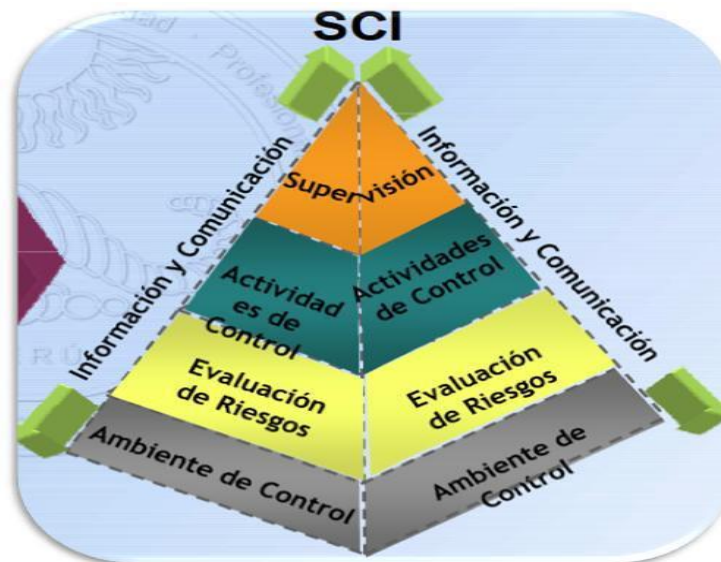 SCI
Información y Comunicación
Información y Comunicación
Supervisión
Actividad
es de
Control
Actividades
de Control
Evaluación
de Riesgos
Evaluación
de Riesgos
Ambiente de Control
Ambiente de
Control